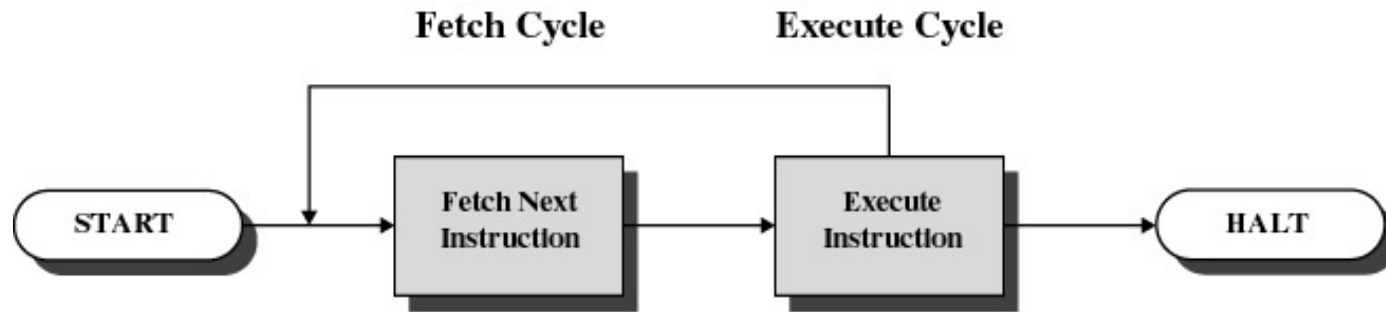 Fetch Cycle
Execute Cycle
START
Fetch Next
Instruction
Execute
Instruction
HALT